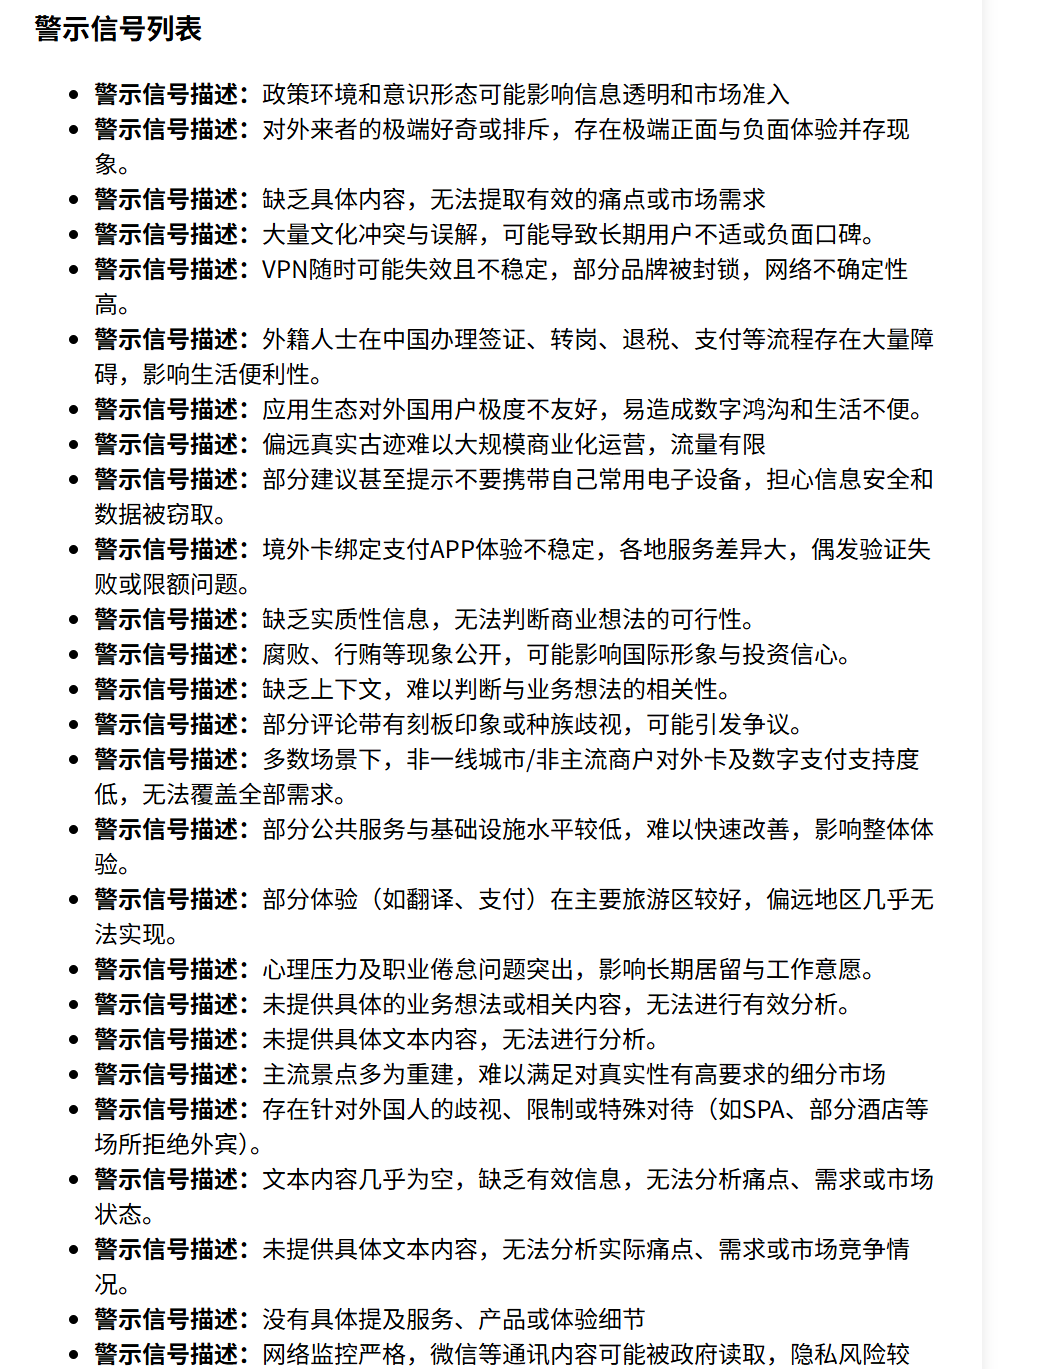 警示信号列表
警示信号描述：政策环境和意识形态可能影响信息透明和市场准入
警示信号描述：对外来者的极端好奇或排斥，存在极端正面与负面体验并存现
象。
警示信号描述：缺乏具体内容，无法提取有效的痛点或市场需求
警示信号描述：大量文化冲突与误解，可能导致长期用户不适或负面口碑。
警示信号描述：VPN随时可能失效且不稳定，部分品牌被封锁，网络不确定性
高。
警示信号描述：外籍人士在中国办理签证、转岗、退税、支付等流程存在大量障
碍，影响生活便利性。
警示信号描述：应用生态对外国用户极度不友好，易造成数字鸿沟和生活不便。
警示信号描述：偏远真实古迹难以大规模商业化运营，流量有限
警示信号描述：部分建议甚至提示不要携带自己常用电子设备，担心信息安全和
数据被窃取。
警示信号描述：境外卡绑定支付APP体验不稳定，各地服务差异大，偶发验证失
败或限额问题。
警示信号描述：缺乏实质性信息，无法判断商业想法的可行性。
警示信号描述：腐败、行贿等现象公开，可能影响国际形象与投资信心。
警示信号描述：缺乏上下文，难以判断与业务想法的相关性。
警示信号描述：部分评论带有刻板印象或种族歧视，可能引发争议。
警示信号描述：多数场景下，非一线城市/非主流商户对外卡及数字支付支持度
低，无法覆盖全部需求。
警示信号描述：部分公共服务与基础设施水平较低，难以快速改善，影响整体体
验。
警示信号描述：部分体验（如翻译、支付）在主要旅游区较好，偏远地区几乎无
法实现。
警示信号描述：心理压力及职业倦怠问题突出，影响长期居留与工作意愿。
警示信号描述：未提供具体的业务想法或相关内容，无法进行有效分析。
警示信号描述：未提供具体文本内容，无法进行分析。
警示信号描述：主流景点多为重建，难以满足对真实性有高要求的细分市场
警示信号描述：存在针对外国人的歧视、限制或特殊对待（如SPA、部分酒店等
场所拒绝外宾）。
警示信号描述：文本内容几乎为空，缺乏有效信息，无法分析痛点、需求或市场
状态。
警示信号描述：未提供具体文本内容，无法分析实际痛点、需求或市场竞争情
况。
警示信号描述：没有具体提及服务、产品或体验细节
警示信号描述：网络监控严格，微信等通讯内容可能被政府读取，隐私风险较